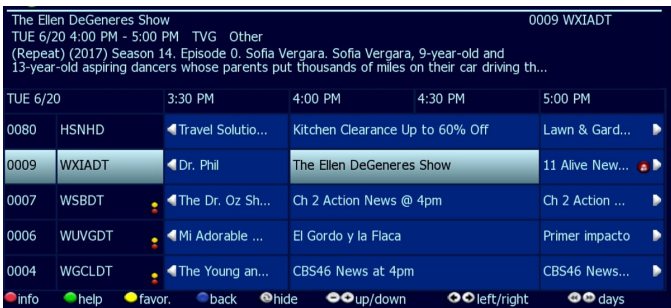 The Ellen DeGeneres Show 0009 WXIADT
TUE 6/20 4:00 PM - 5:00 PM TVG Other
(Repeat) (2017) Season 14. Episode 0. Sofia Vergara. Sofia Vergara, 9-year-old and
13-year-old aspiring dancers whose parents put thousands of miles on their car driving th...
TUE 6/20 3:30 PM 4:00 PM 4:30 PM 5:00 PM
0080 HSNHD Travel Solutio... Kitchen Clearance Up to 60% Off Lawn & Gard...
0009 WXIADT Dr. Phil The Ellen DeGeneres Show 11 Alive New...
0007 WSBDT The Dr. Oz Sh... Ch 2 Action News @ 4pm Ch 2 Action ...
0006 WUVGDT Mi Adorable ... El Gordo y la Flaca Primer impacto
0004 WGCLDT The Young an... CBS46 News at 4pm CBS46 News...
info help favor. back hide up/down left/right days